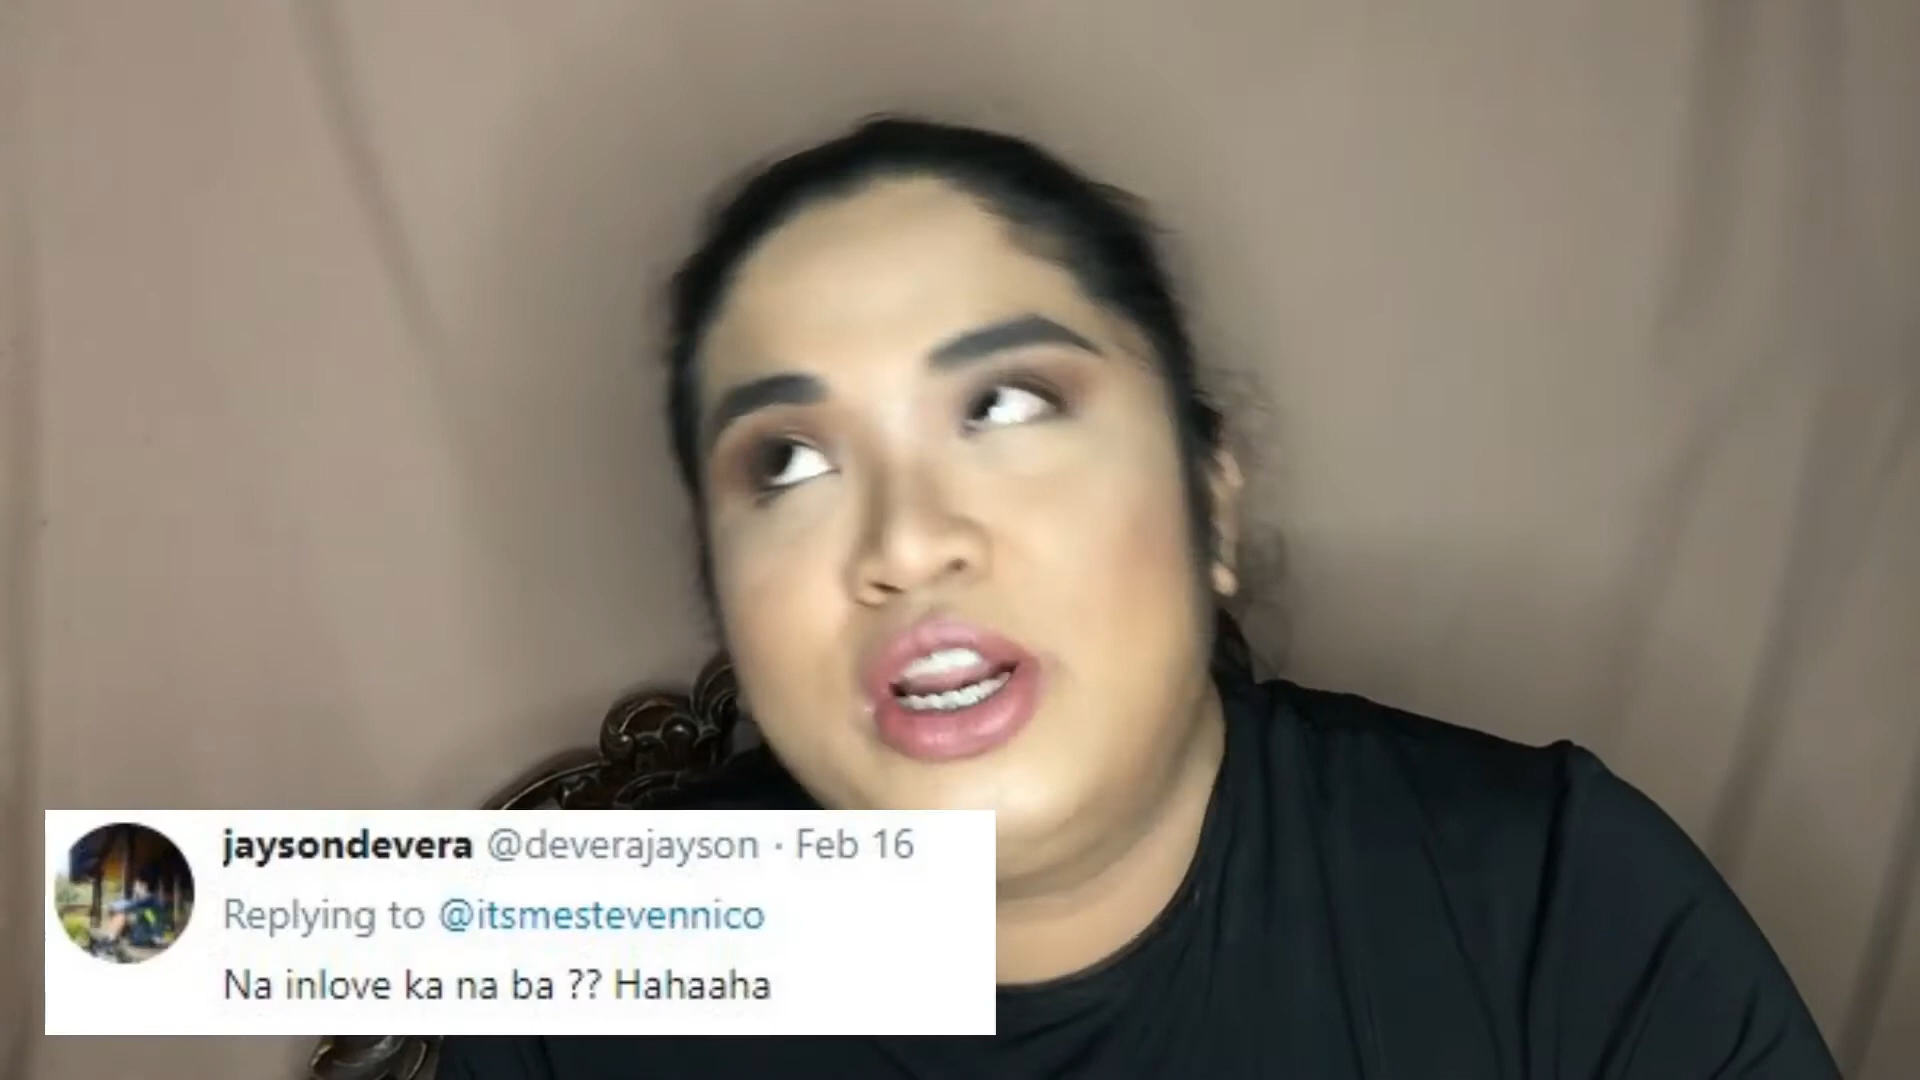 jaysondevera @deverajayson · Feb 16
Replying to @itsmestevennico
Na inlove ka na ba ?? Hahaaha